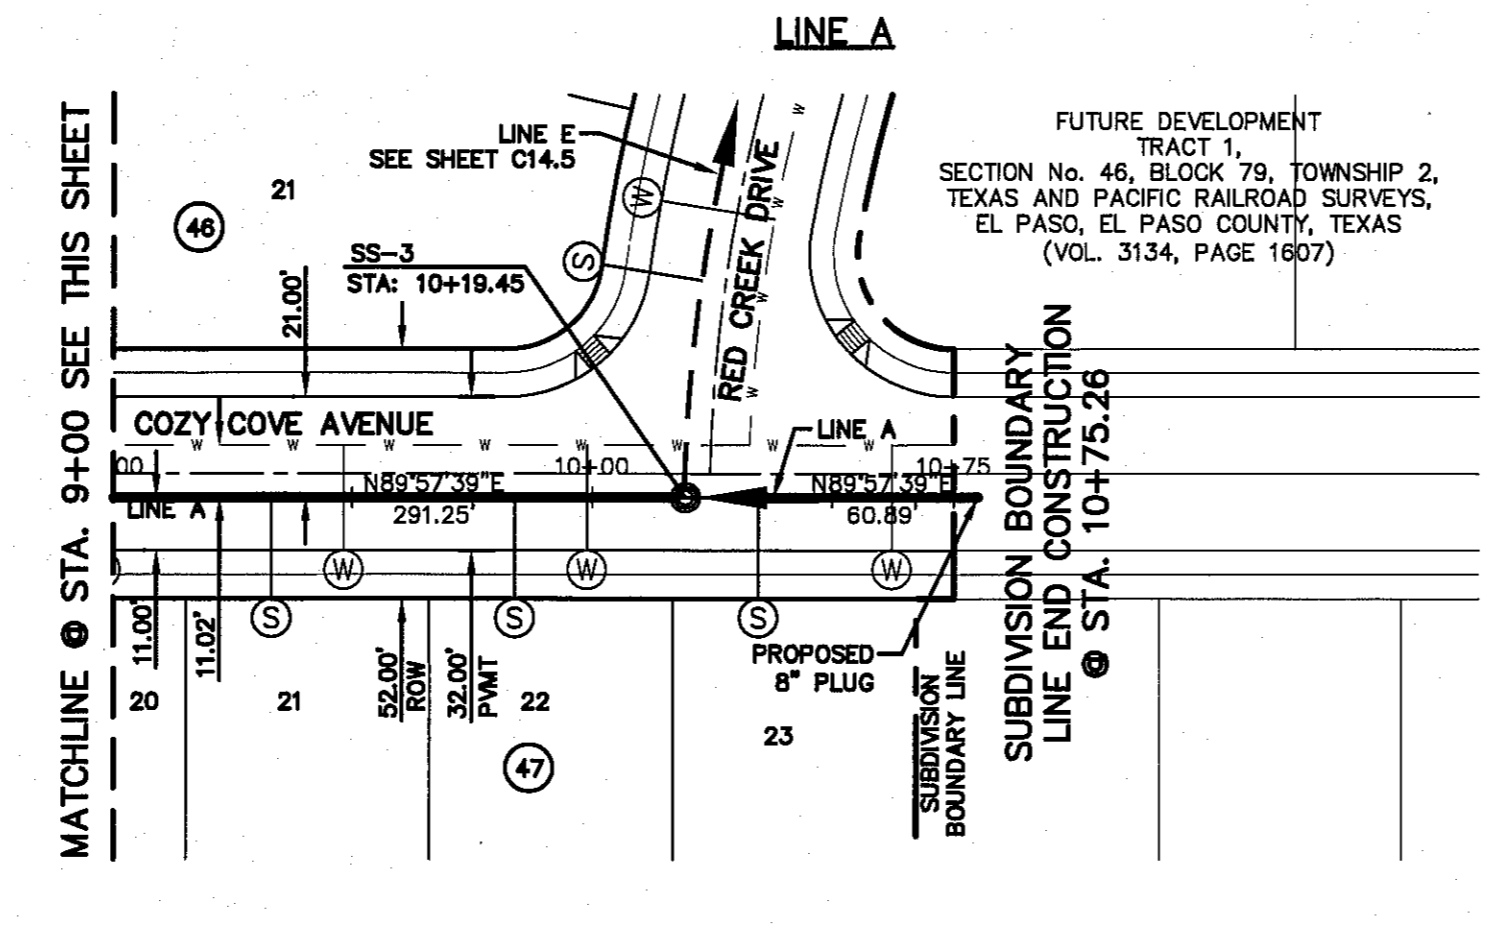 LINE A
MATCHLINE @ STA. 9+00 SEE THIS SHEET
LINE E
SEE SHEET C14.5
21
46
SS-3
STA: 10+19.45
21.00'
W
S
RED CREEK DRIVE
W
W
W
W
FUTURE DEVELOPMENT
TRACT 1,
SECTION No. 46, BLOCK 79, TOWNSHIP 2,
TEXAS AND PACIFIC RAILROAD SURVEYS,
EL PASO, EL PASO COUNTY, TEXAS
(VOL. 3134, PAGE 1607)
COZY COVE AVENUE
W W W W W W W W
LINE A
00
10+00
10+75
N89°57'39"E
291.25'
N89°57'39"E
60.89'
LINE A
W
W
W
S
S
S
11.00'
11.02'
52.00'
ROW
32.00'
PVMT
20
21
22
23
47
PROPOSED
8" PLUG
SUBDIVISION
BOUNDARY LINE
SUBDIVISION BOUNDARY
LINE END CONSTRUCTION
@ STA. 10+75.26